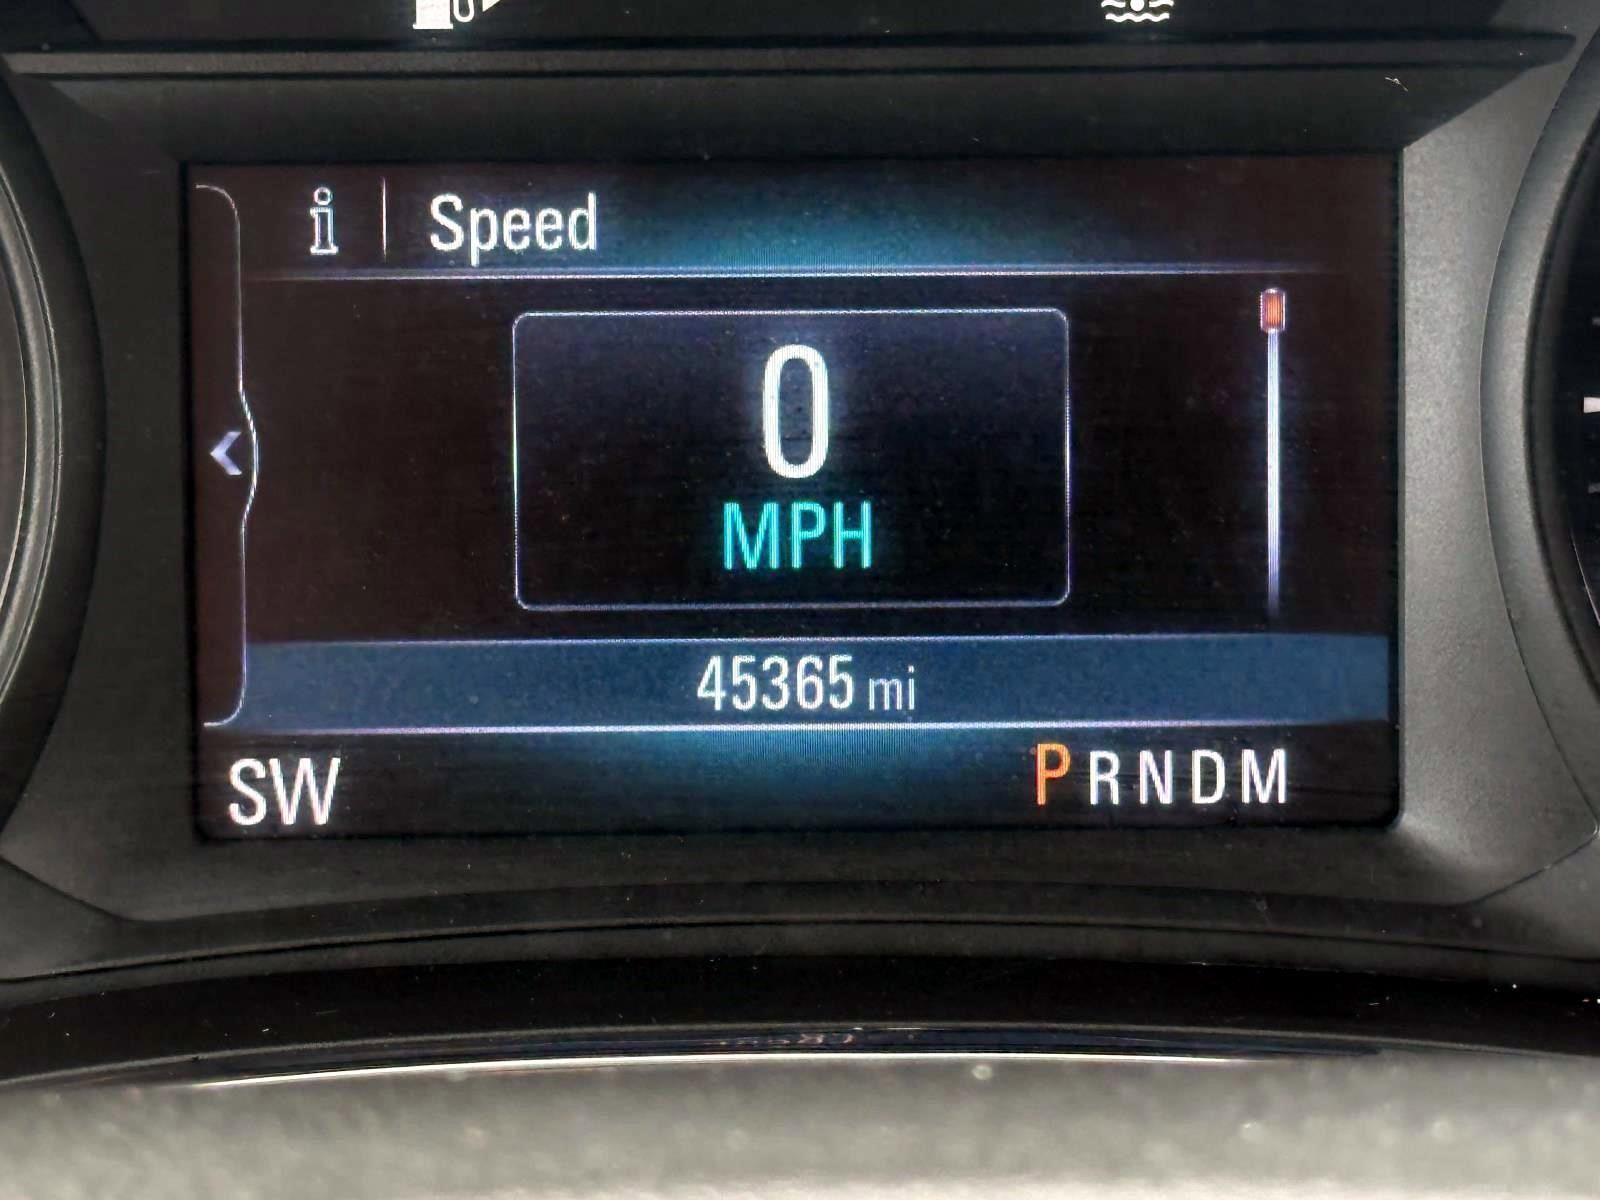 i Speed
0
MPH
45365 mi
SW PRNDM